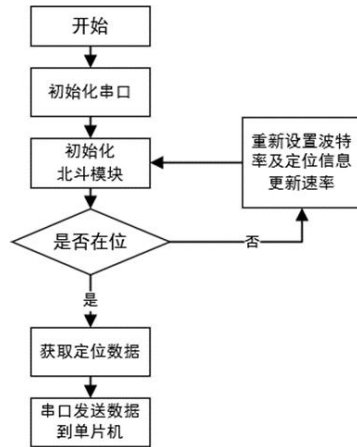 开始
初始化串口
初始化
北斗模块
重新设置波特
率及定位信息
更新速率
是否在位
否
是
获取定位数据
串口发送数据
到单片机